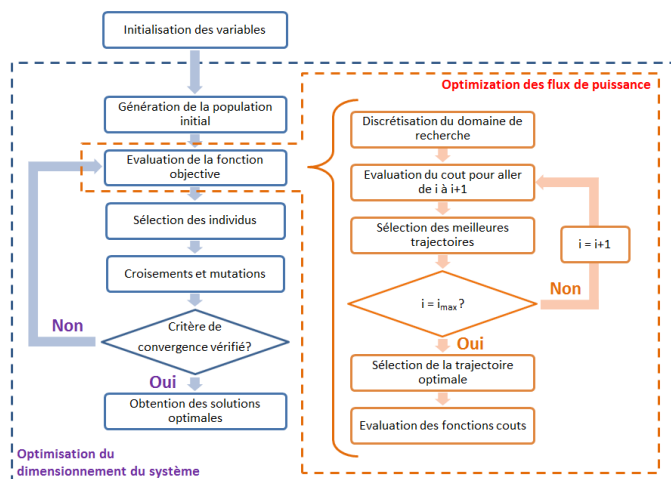 Initialisation des variables
Génération de la population
initial
Evaluation de la fonction
objective
Sélection des individus
Croisements et mutations
Critère de
convergence vérifié?
Non
Oui
Obtention des solutions
optimales
Optimisation du
dimensionnement du système
Optimization des flux de puissance
Discrétisation du domaine de
recherche
Evaluation du cout pour aller
de i à i+1
Sélection des meilleures
trajectoires
i = i+1
i = imax ?
Non
Oui
Sélection de la trajectoire
optimale
Evaluation des fonctions couts